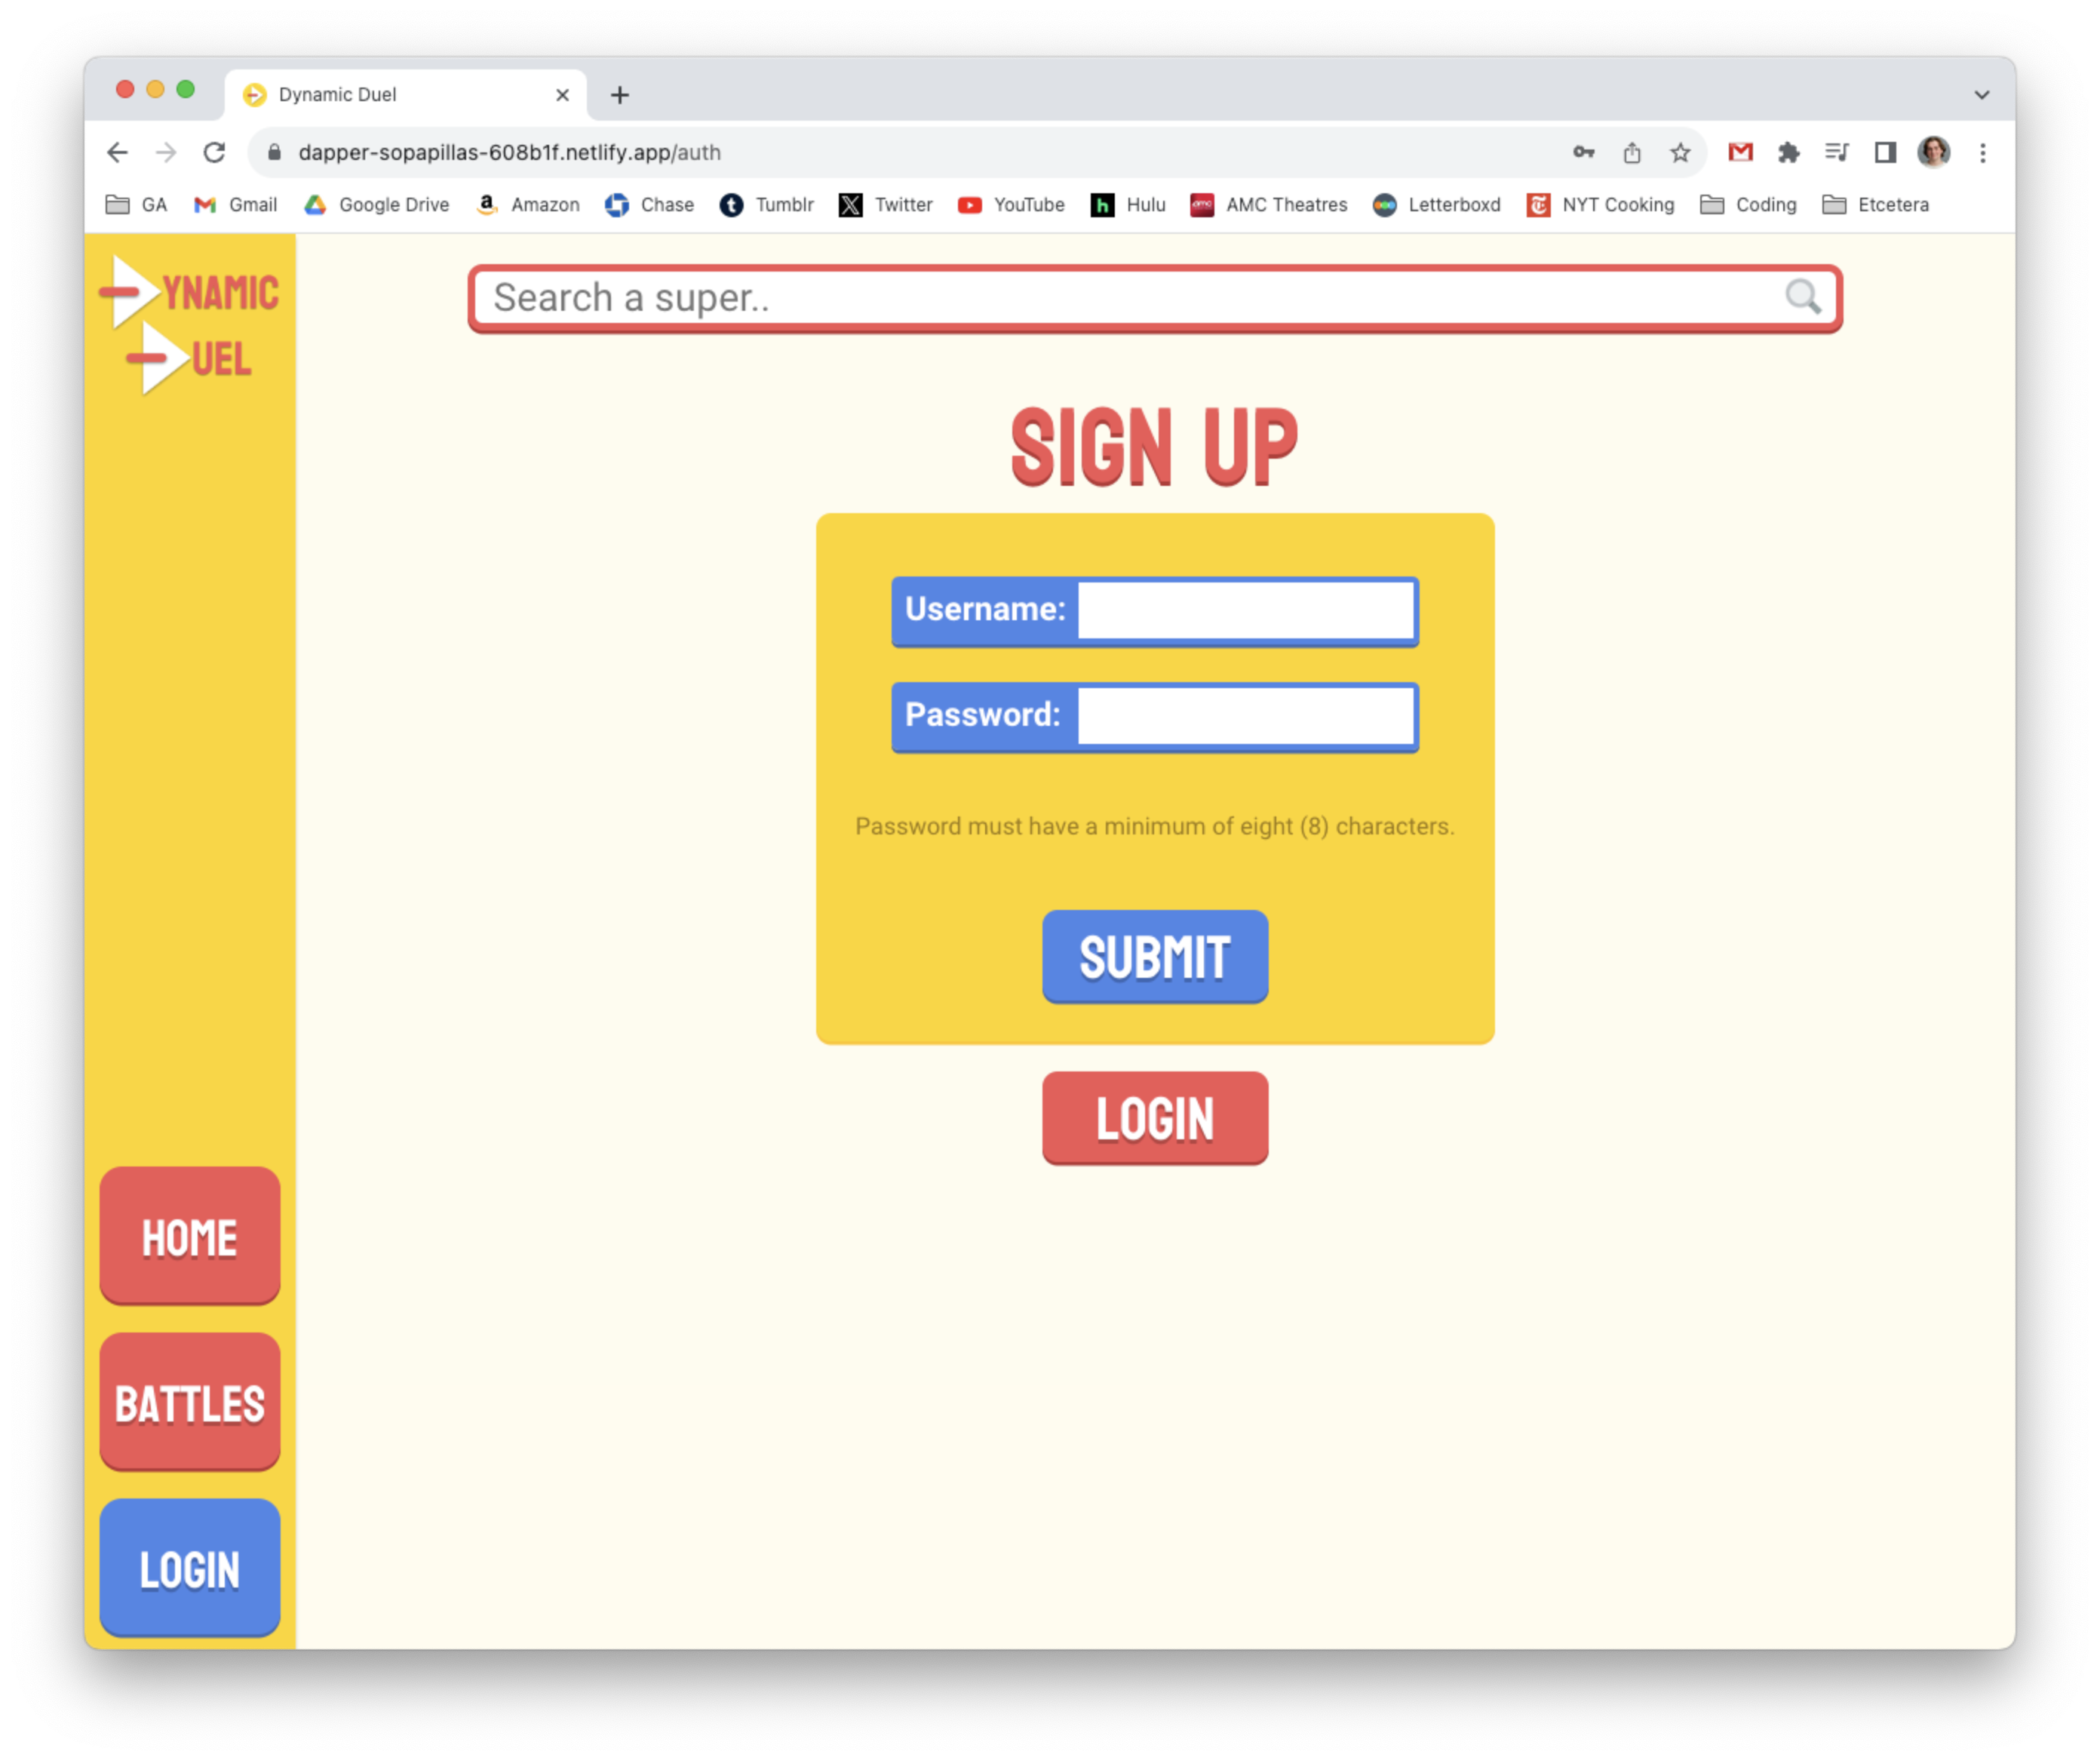 Dynamic Duel
dapper-sopapillas-608b1f.netlify.app/auth
GA Gmail Google Drive Amazon Chase Tumblr Twitter YouTube Hulu AMC Theatres Letterboxd NYT Cooking Coding Etcetera
YNAMIC
UEL
Search a super..
SIGN UP
Username:
Password:
Password must have a minimum of eight (8) characters.
SUBMIT
LOGIN
HOME
BATTLES
LOGIN